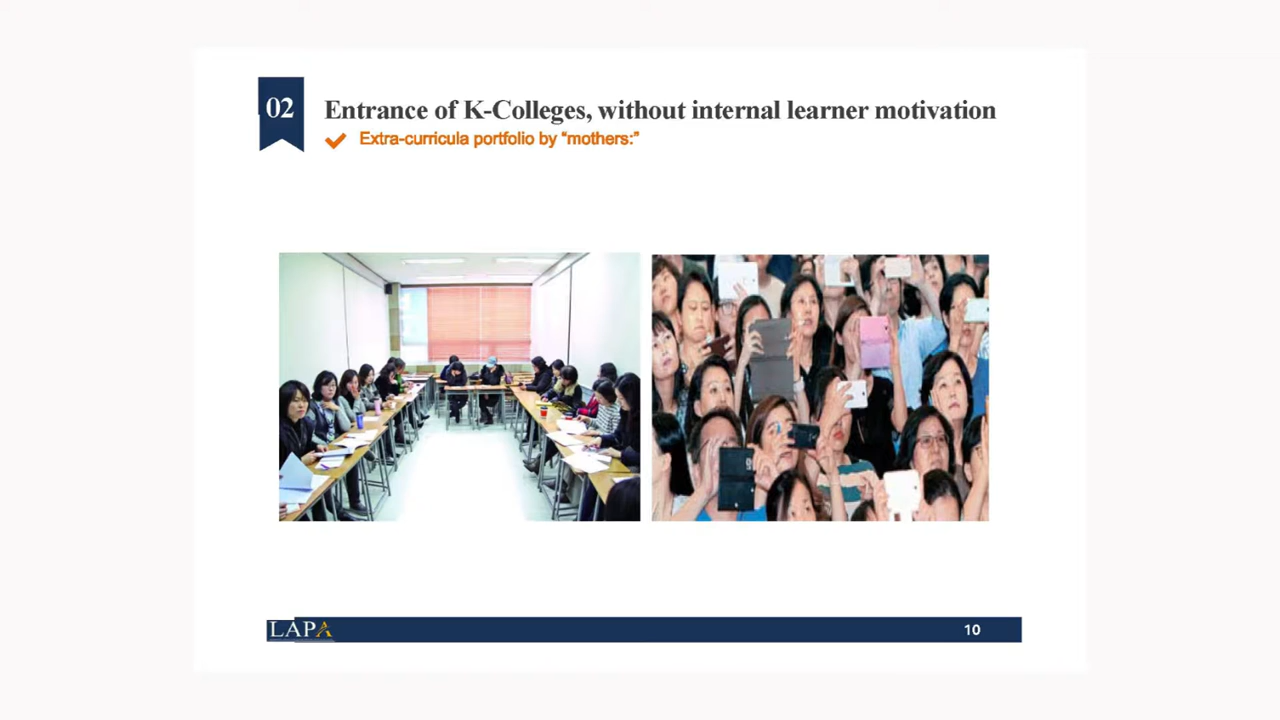 02
Entrance of K-Colleges, without internal learner motivation
Extra-curricula portfolio by “mothers:”
LAPA
10